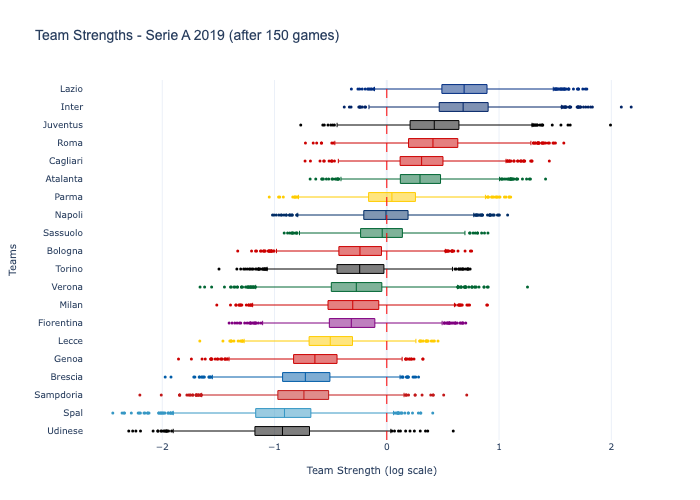 Team Strengths - Serie A 2019 (after 150 games)
Lazio
Inter
Juventus
Roma
Cagliari
Atalanta
Parma
Napoli
Sassuolo
Bologna
Torino
Verona
Milan
Fiorentina
Lecce
Genoa
Brescia
Sampdoria
Spal
Udinese
Teams
−2
−1
0
1
2
Team Strength (log scale)